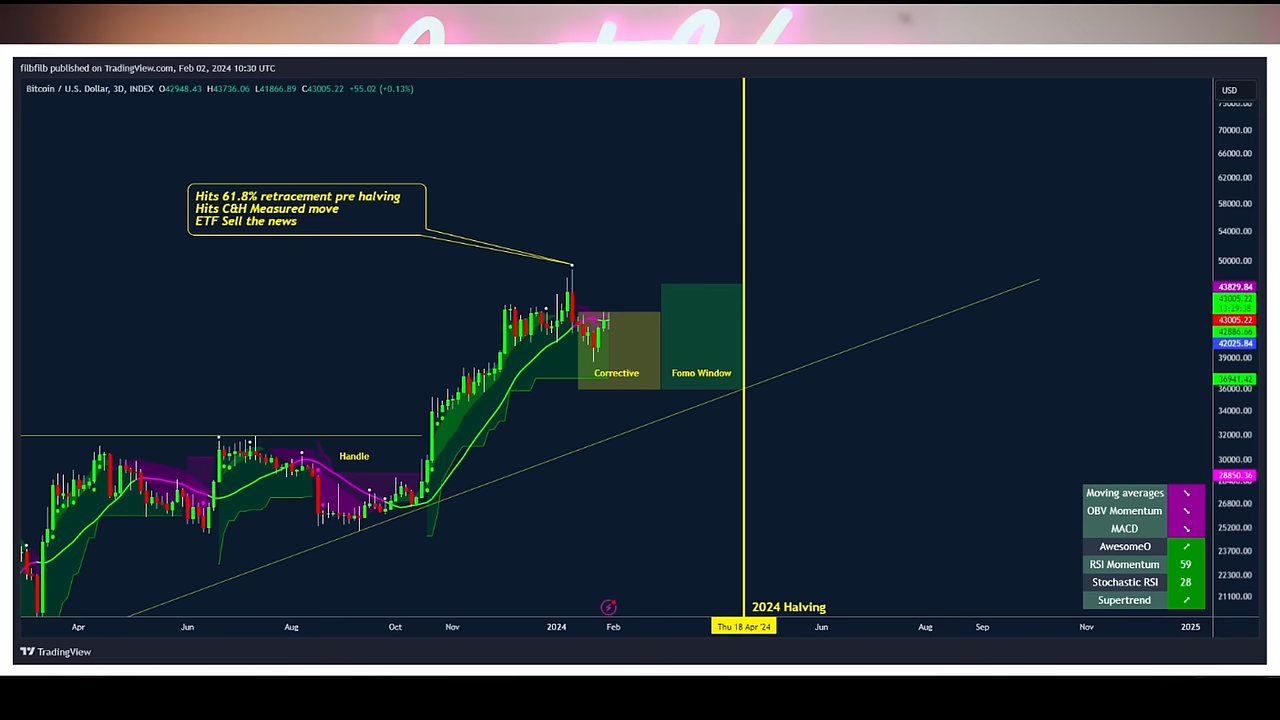 filbfilb published on TradingView.com, Feb 02, 2024 10:30 UTC
Bitcoin / U.S. Dollar, 3D, INDEX O42948.43 H43736.06 L41866.89 C43005.22 +55.02 (+0.13%)
USD
75000.00
70000.00
66000.00
62000.00
58000.00
54000.00
50000.00
43829.84
43005.22
13:29:38
43005.22
42886.66
42025.84
39000.00
36941.42
36000.00
34000.00
32000.00
30000.00
28850.36
26800.00
25200.00
23700.00
22300.00
21100.00
Hits 61.8% retracement pre halving
Hits C&H Measured move
ETF Sell the news
Corrective
Fomo Window
Handle
Moving averages ↘
OBV Momentum ↘
MACD ↘
AwesomeO ↗
RSI Momentum 59
Stochastic RSI 28
Supertrend ↗
2024 Halving
Apr Jun Aug Oct Nov 2024 Feb Thu 18 Apr '24 Jun Aug Sep Nov 2025
TradingView